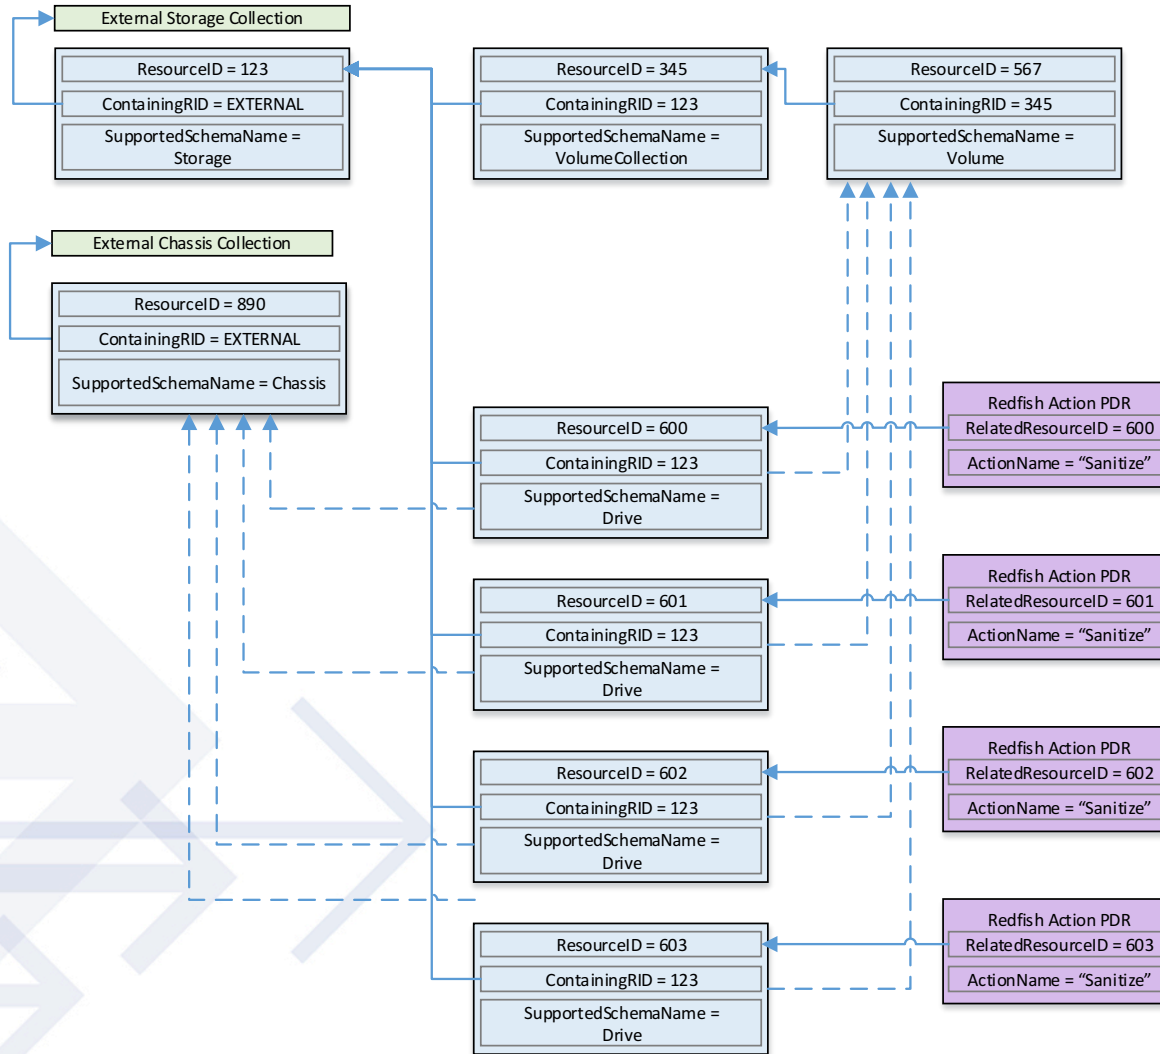 External Storage Collection
ResourceID = 123
ContainingRID = EXTERNAL
SupportedSchemaName =
Storage
ResourceID = 345
ContainingRID = 123
SupportedSchemaName =
VolumeCollection
ResourceID = 567
ContainingRID = 345
SupportedSchemaName =
Volume
External Chassis Collection
ResourceID = 890
ContainingRID = EXTERNAL
SupportedSchemaName = Chassis
ResourceID = 600
ContainingRID = 123
SupportedSchemaName =
Drive
Redfish Action PDR
RelatedResourceID = 600
ActionName = “Sanitize”
ResourceID = 601
ContainingRID = 123
SupportedSchemaName =
Drive
Redfish Action PDR
RelatedResourceID = 601
ActionName = “Sanitize”
ResourceID = 602
ContainingRID = 123
SupportedSchemaName =
Drive
Redfish Action PDR
RelatedResourceID = 602
ActionName = “Sanitize”
ResourceID = 603
ContainingRID = 123
SupportedSchemaName =
Drive
Redfish Action PDR
RelatedResourceID = 603
ActionName = “Sanitize”